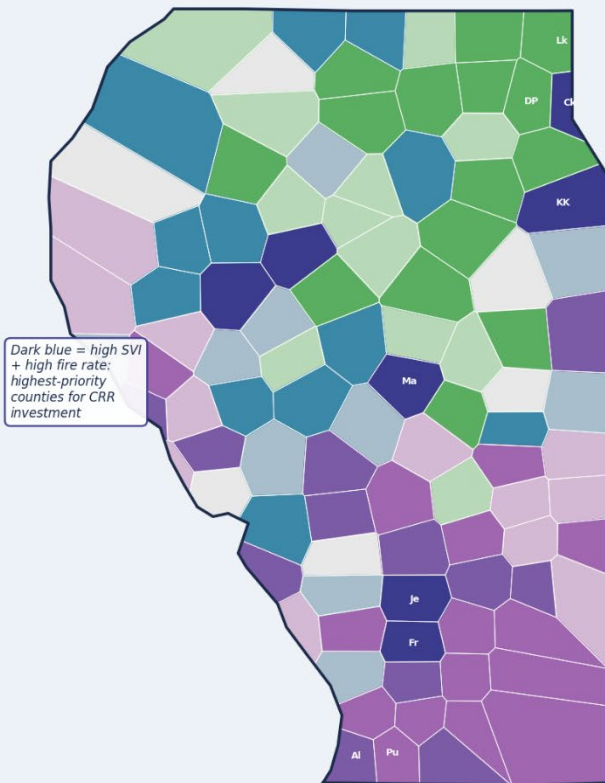 Lk
DP
Ck
KK
Dark blue = high SVI
+ high fire rate:
highest-priority
counties for CRR
investment
Ma
Je
Fr
Al
Pu